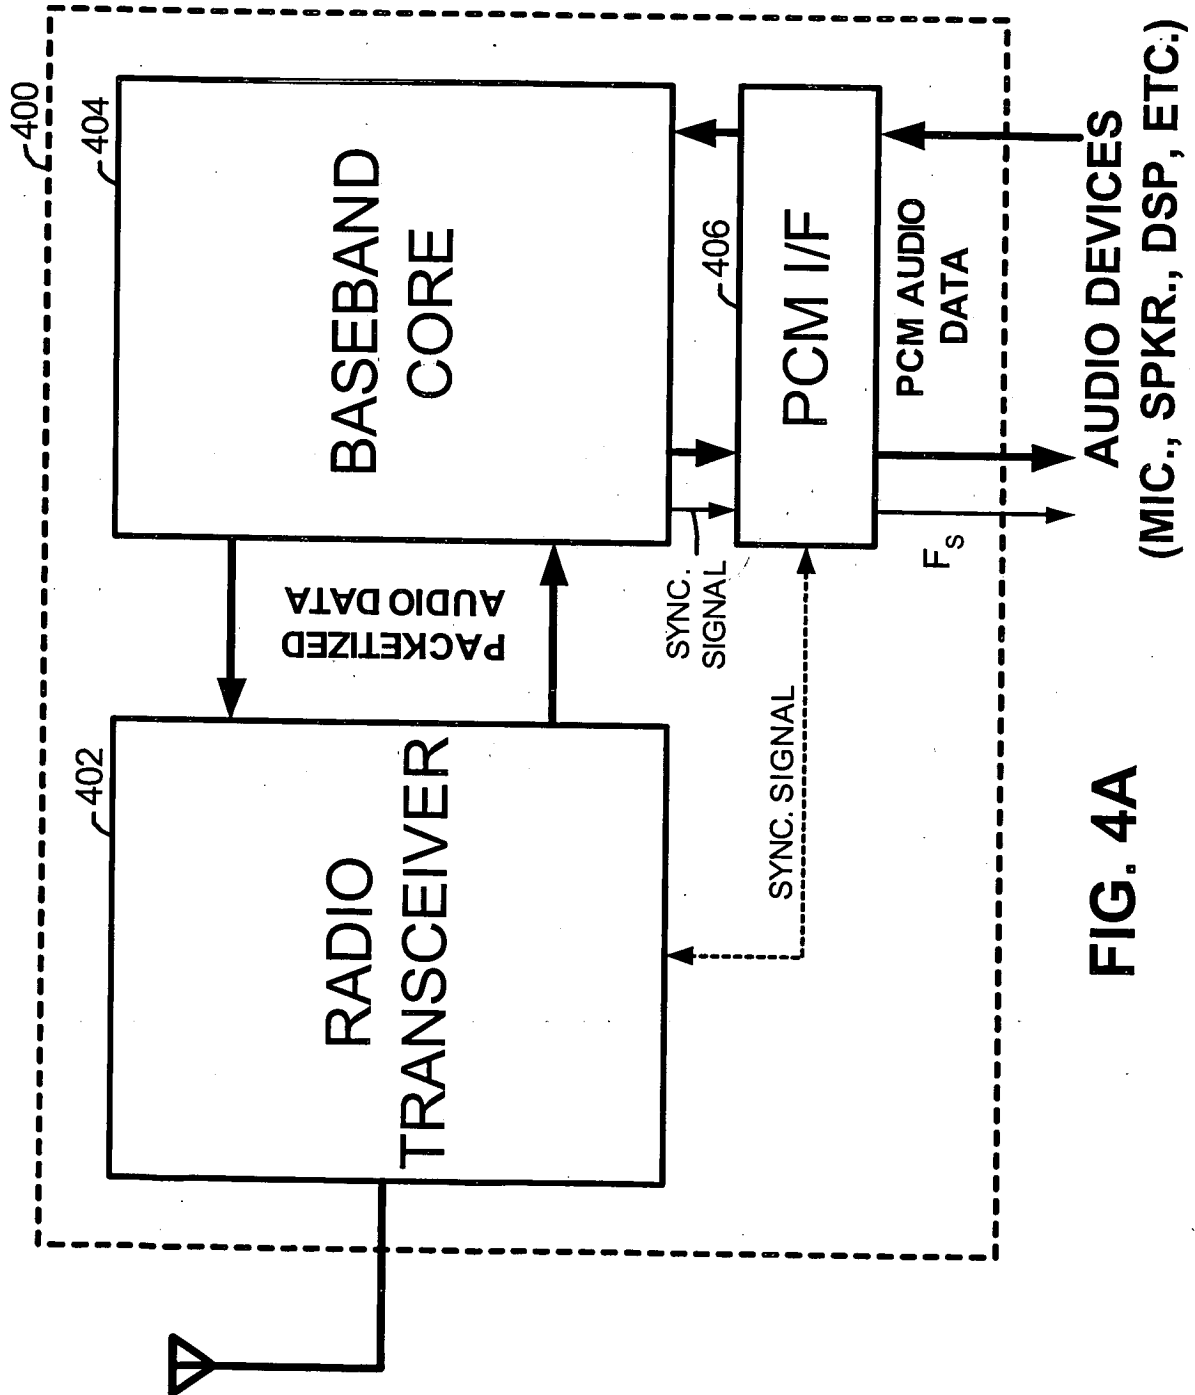 400
402
RADIO
TRANSCEIVER
PACKETIZED
AUDIO DATA
404
BASEBAND
CORE
SYNC.
SIGNAL
SYNC. SIGNAL
406
PCM I/F
F_S
PCM AUDIO
DATA
AUDIO DEVICES
(MIC., SPKR., DSP, ETC.)
FIG. 4A